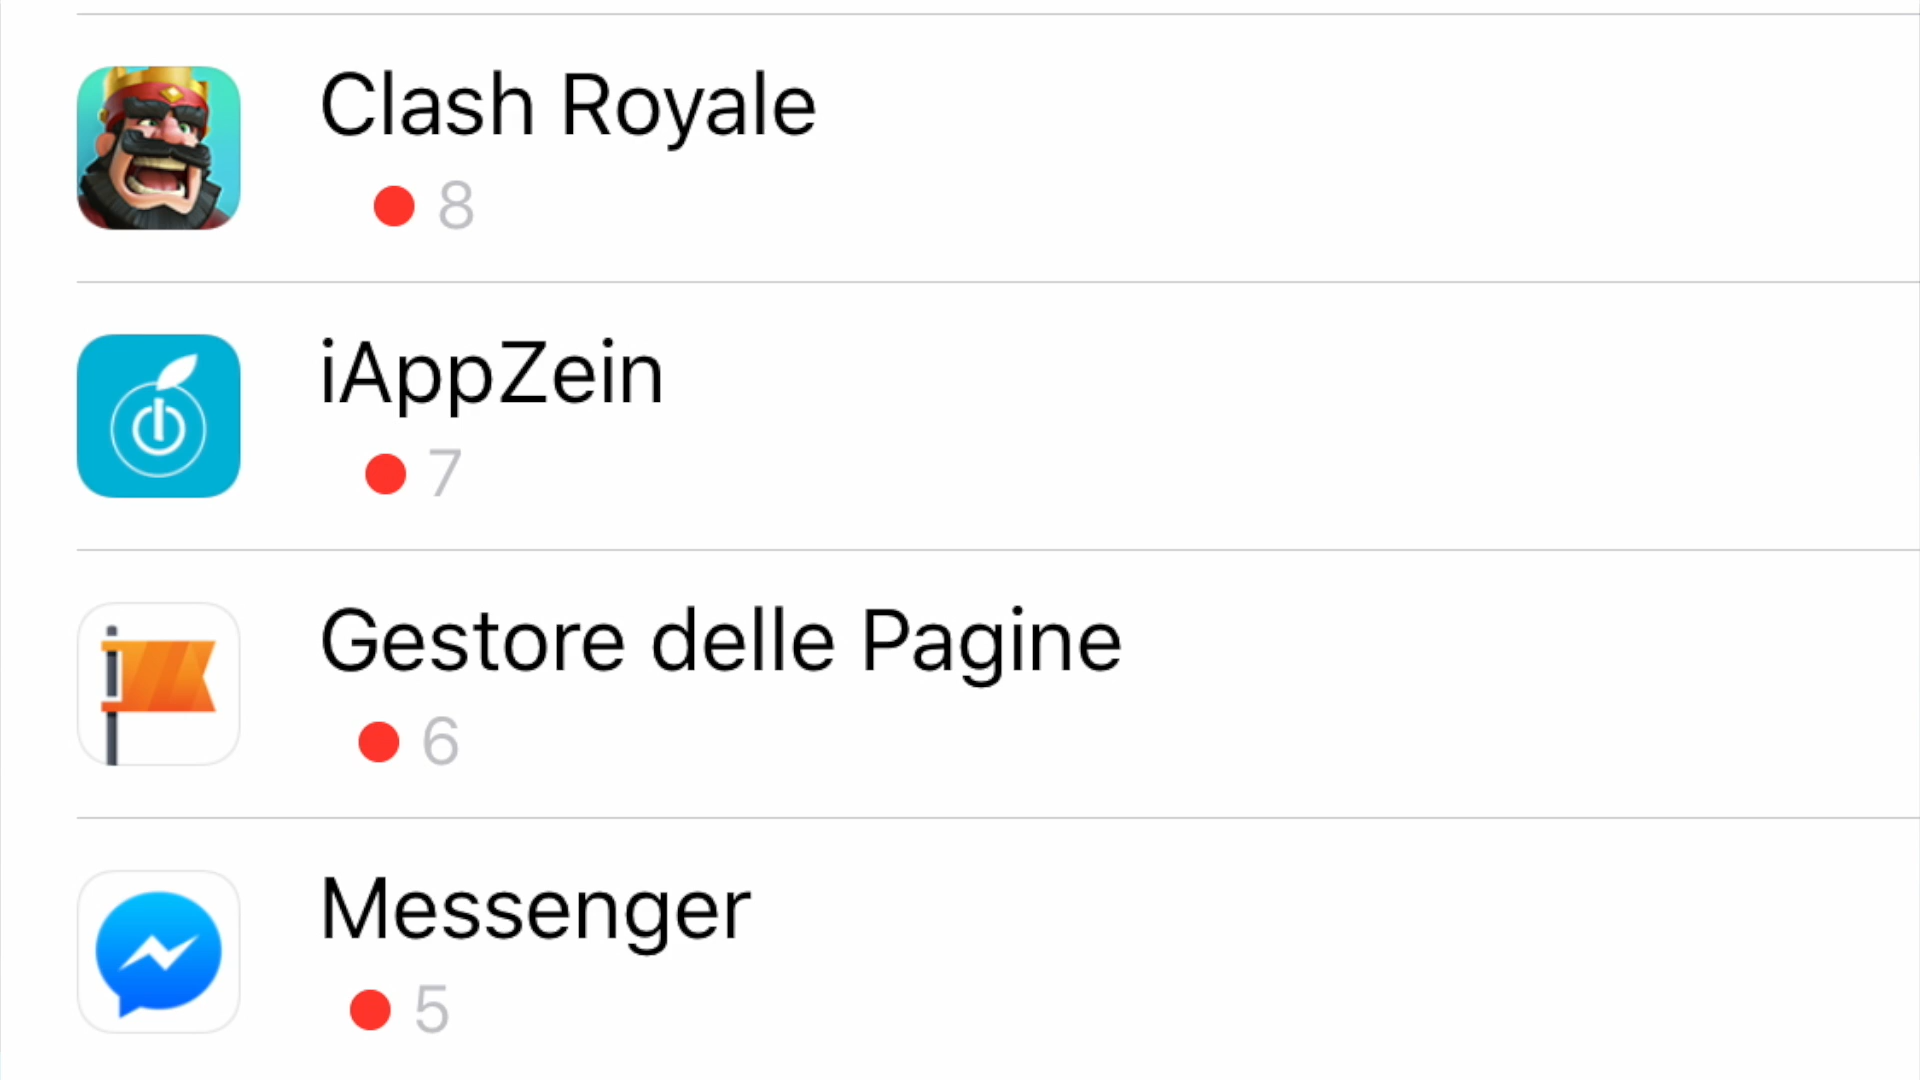 Clash Royale
8
iAppZein
7
Gestore delle Pagine
6
Messenger
5